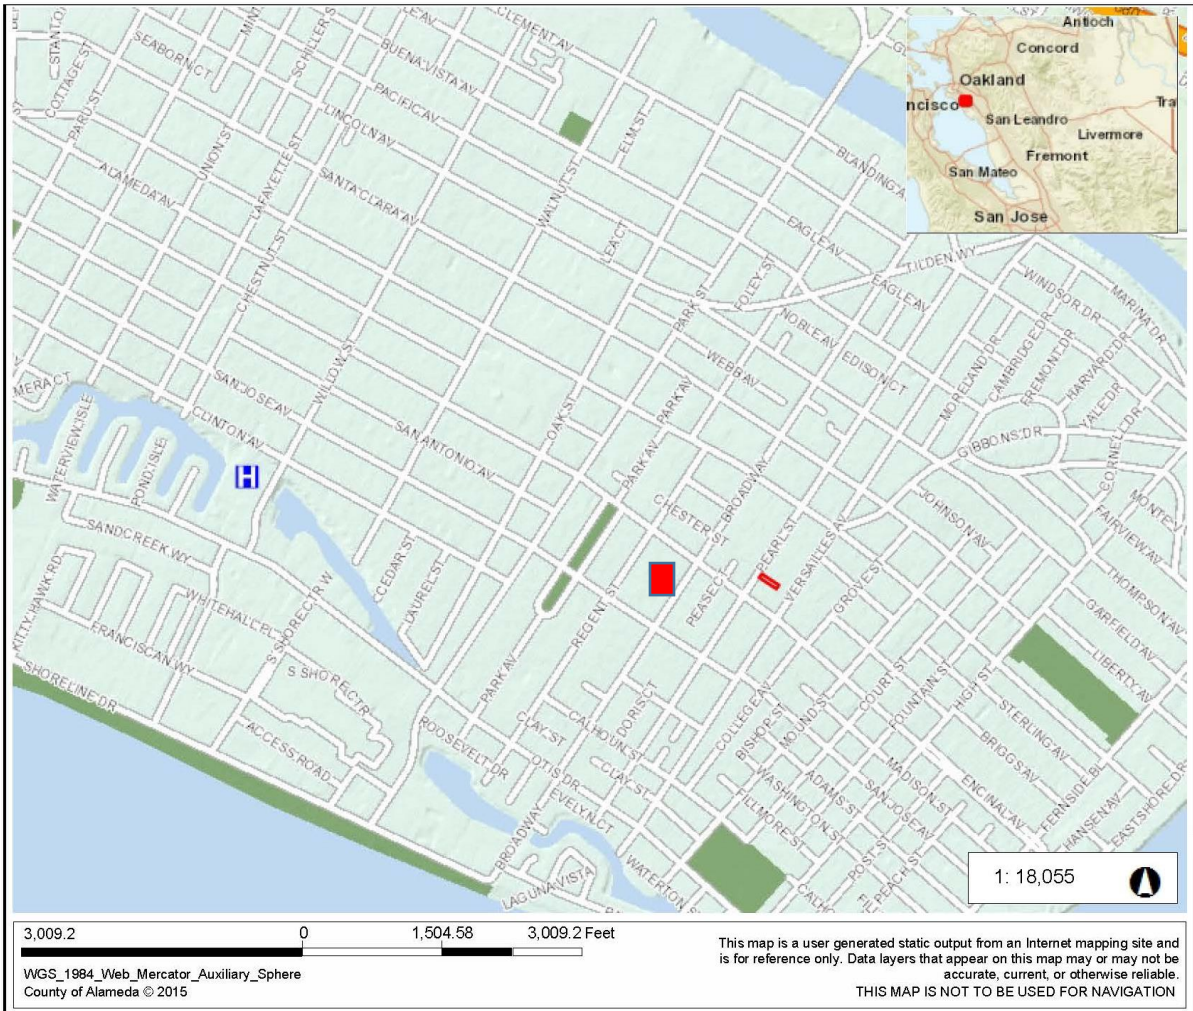 CLEMENT AV
SEABORN CT
STANTON ST
COTTAGE ST
PARU ST
SCHILLER ST
BUENA VISTA AV
PACIFIC AV
LINCOLN AV
UNION ST
LAFAYETTE ST
ALAMEDA AV
SANTA CLARA AV
CHESTNUT ST
WALNUT ST
ELM ST
LEA CT
Antioch
Concord
Oakland
ncisco
San Leandro
Livermore
Fremont
San Mateo
San Jose
Tra
BLANDING A
EAGLE AV
TILDEN WY
EAGLE AV
FOLEY ST
PARK ST
NOBLE AV
EDISON CT
WEBB AV
WINDSOR DR
MARINA DR
MORELAND DR
CAMBRIDGE DR
FREMONT DR
HARVARD DR
YALE DR
CORNELL DR
GIBBONS DR
MERA CT
SAN JOSE AV
CLINTON AV
WILLOW ST
SAN ANTONIO AV
OAK ST
PARK AV
PARK AV
BROADWAY
CHESTER ST
PEARL ST
VERSAILLES AV
JOHNSON AV
MONTE
FAIRVIEW AV
THOMPSON AV
GARFIELD AV
LIBERTY AV
WATERVIEW ISLE
POND ISLE
H
SANDCREEK WY
WHITEHALL PL
KITTY HAWK RD
FRANCISCAN WY
S SHORE CTR W
S SHORE CTR
CEDAR ST
LAUREL ST
SHORELINE DR
ACCESS ROAD
PARK AV
REGENT ST
PEASE CT
GROVE ST
COURT ST
FOUNTAIN ST
HIGH ST
STERLING AV
BRIGGS AV
ROOSEVELT DR
CLAY ST
CALHOUN ST
DORIS CT
COLLEGE AV
BISHOP ST
MOUND ST
OTIS DR
CLAY ST
EVELYN CT
FILLMORE ST
WASHINGTON ST
ADAMS ST
SAN JOSE AV
MADISON ST
ENCINAL AV
FERNSIDE BL
HANSEN AV
EASTSHORE DR
POST ST
PEACH ST
BROADWAY
LAGUNA VISTA
WATERTON S
CALHO
1: 18,055
3,009.2 0 1,504.58 3,009.2 Feet
WGS_1984_Web_Mercator_Auxiliary_Sphere
County of Alameda © 2015
This map is a user generated static output from an Internet mapping site and
is for reference only. Data layers that appear on this map may or may not be
accurate, current, or otherwise reliable.
THIS MAP IS NOT TO BE USED FOR NAVIGATION